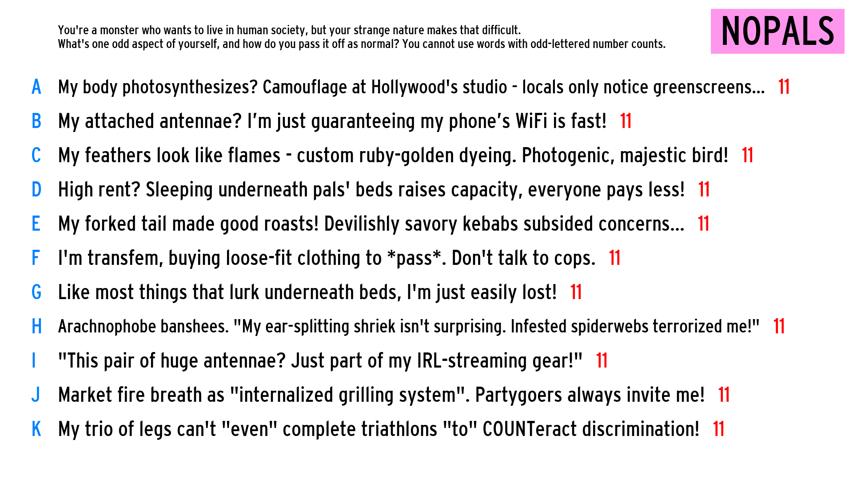 You're a monster who wants to live in human society, but your strange nature makes that difficult.
What's one odd aspect of yourself, and how do you pass it off as normal? You cannot use words with odd-lettered number counts.
NOPALS
A My body photosynthesizes? Camouflage at Hollywood's studio - locals only notice greenscreens... 11
B My attached antennae? I'm just guaranteeing my phone's WiFi is fast! 11
C My feathers look like flames - custom ruby-golden dyeing. Photogenic, majestic bird! 11
D High rent? Sleeping underneath pals' beds raises capacity, everyone pays less! 11
E My forked tail made good roasts! Devilishly savory kebabs subsided concerns... 11
F I'm transfem, buying loose-fit clothing to *pass*. Don't talk to cops. 11
G Like most things that lurk underneath beds, I'm just easily lost! 11
H Arachnophobe banshees. "My ear-splitting shriek isn't surprising. Infested spiderwebs terrorized me!" 11
I "This pair of huge antennae? Just part of my IRL-streaming gear!" 11
J Market fire breath as "internalized grilling system". Partygoers always invite me! 11
K My trio of legs can't "even" complete triathlons "to" COUNTeract discrimination! 11